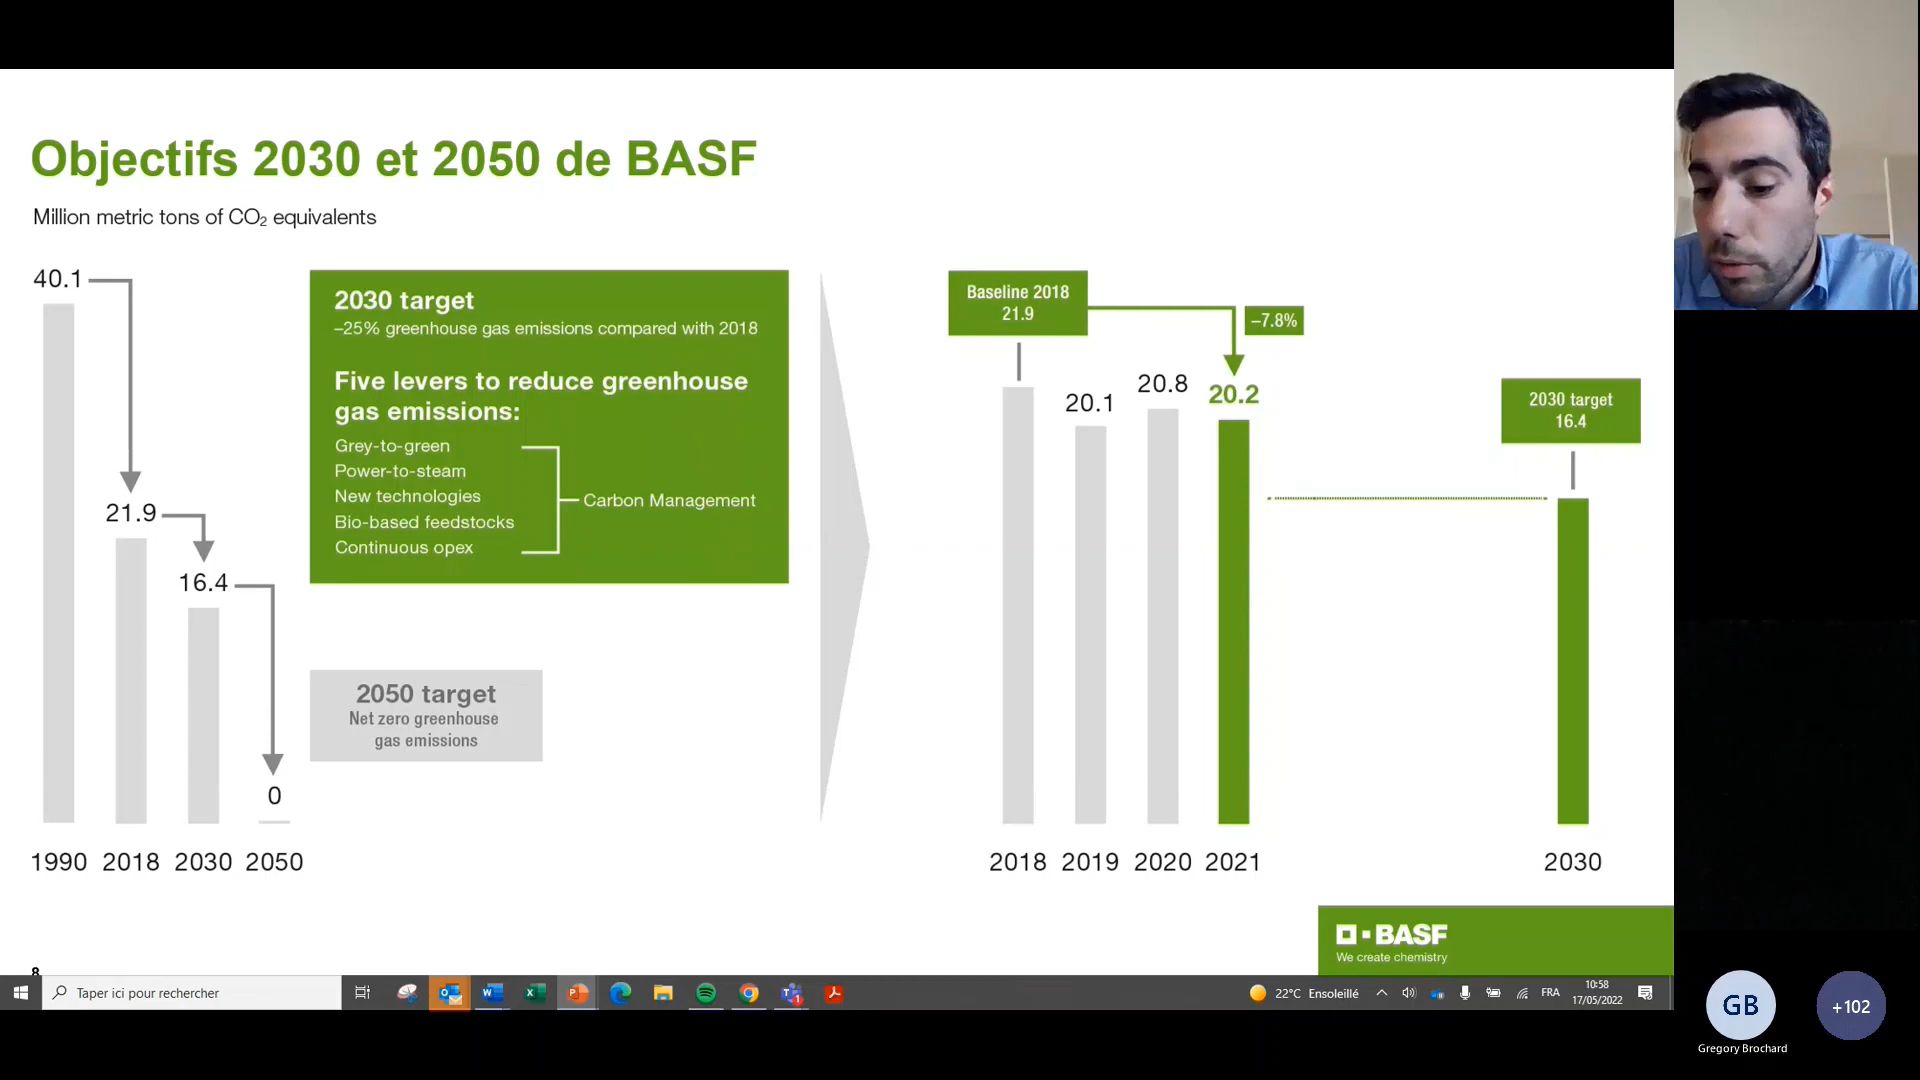 Objectifs 2030 et 2050 de BASF
Million metric tons of CO₂ equivalents
40.1
21.9
16.4
0
1990 2018 2030 2050
2030 target
–25% greenhouse gas emissions compared with 2018
Five levers to reduce greenhouse
gas emissions:
Grey-to-green
Power-to-steam
New technologies
Bio-based feedstocks
Continuous opex
Carbon Management
2050 target
Net zero greenhouse
gas emissions
Baseline 2018
21.9
–7.8%
20.1
20.8
20.2
2030 target
16.4
2018 2019 2020 2021 2030
BASF
We create chemistry
8
Taper ici pour rechercher
22°C Ensoleillé
FRA
10:58
17/05/2022
GB
+102
Gregory Brochard